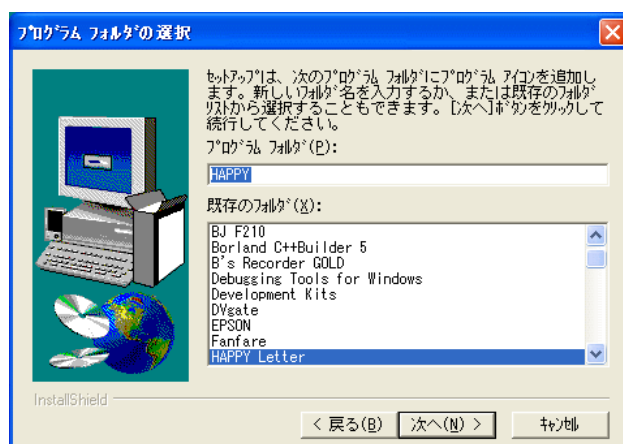 プログラム フォルダの選択
セットアップは、次のプログラム フォルダにプログラム アイコンを追加し
ます。新しいフォルダ名を入力するか、または既存のフォルダ
リストから選択することもできます。[次へ]ボタンをクリックして
続行してください。
プログラム フォルダ(P):
HAPPY
既存のフォルダ(X):
BJ F210
Borland C++Builder 5
B's Recorder GOLD
Debugging Tools for Windows
Development Kits
DVgate
EPSON
Fanfare
HAPPY Letter
InstallShield
< 戻る(B)
次へ(N) >
キャンセル